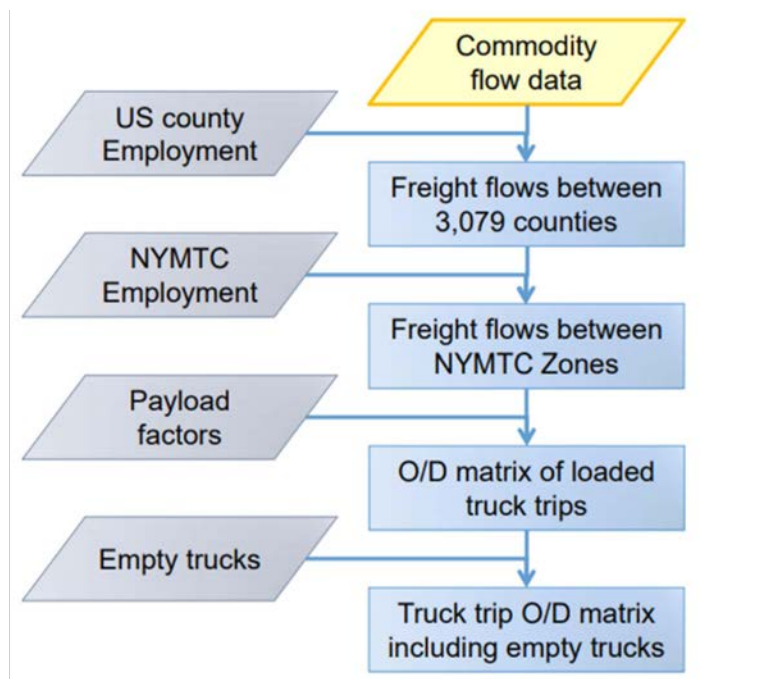 Commodity
flow data
US county
Employment
Freight flows between
3,079 counties
NYMTC
Employment
Freight flows between
NYMTC Zones
Payload
factors
O/D matrix of loaded
truck trips
Empty trucks
Truck trip O/D matrix
including empty trucks